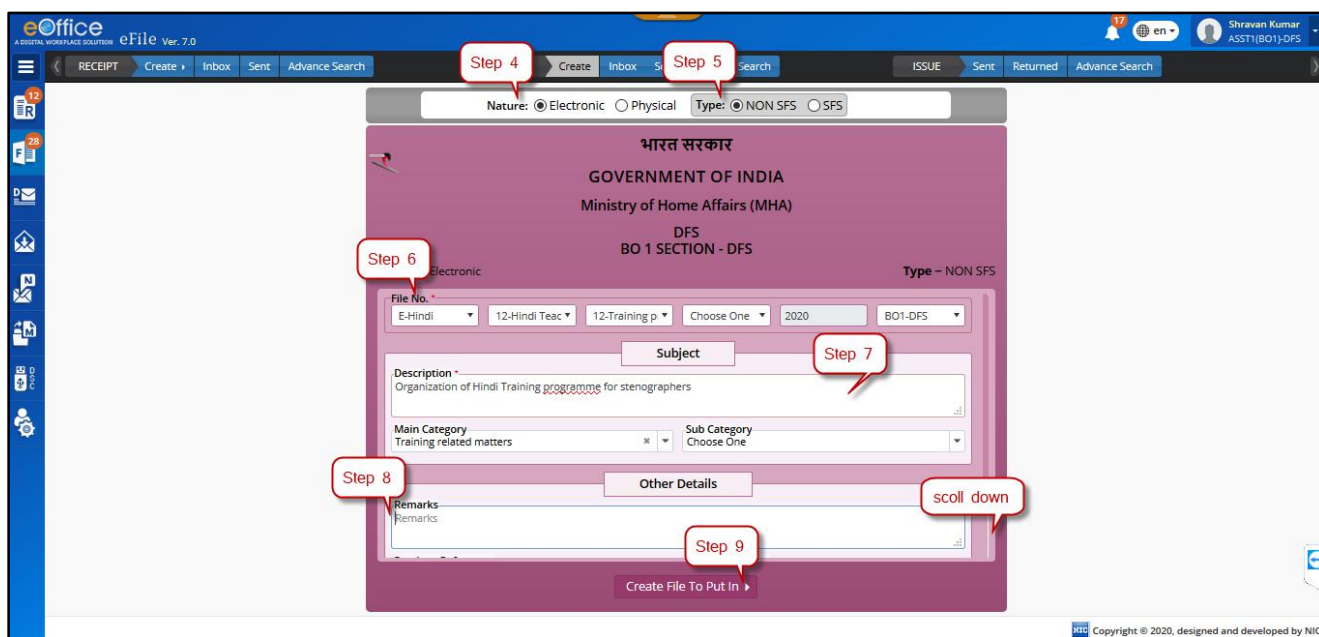 eOffice
A DIGITAL WORKPLACE SOLUTION eFile Ver. 7.0
17
en
Shravan Kumar
ASST1(BO1)-DFS
RECEIPT Create Inbox Sent Advance Search
Step 4
Create Inbox
Step 5
Search
ISSUE Sent Returned Advance Search
12
R
28
F
D
N
M
DSC
Nature: Electronic Physical Type: NON SFS SFS
भारत सरकार
GOVERNMENT OF INDIA
Ministry of Home Affairs (MHA)
DFS
BO 1 SECTION - DFS
Step 6
Electronic
Type – NON SFS
File No. *
E-Hindi 12-Hindi Teac 12-Training p Choose One 2020 BO1-DFS
Subject
Step 7
Description *
Organization of Hindi Training programme for stenographers
Main Category
Training related matters
Sub Category
Choose One
Step 8
Other Details
scoll down
Remarks
Remarks
Step 9
Create File To Put In
NIC Copyright © 2020, designed and developed by NIC